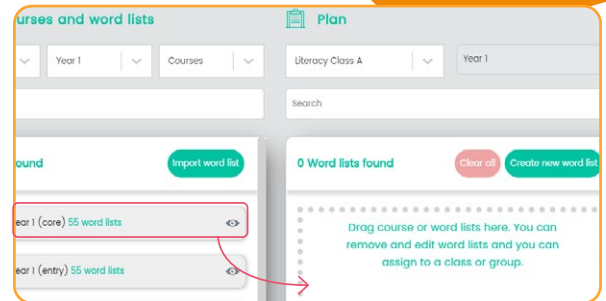 urses and word lists
Year 1
Courses
ound
Import word list
ear 1 (core) 55 word lists
ear 1 (entry) 55 word lists
Plan
Literacy Class A
Year 1
Search
0 Word lists found
Clear all
Create new word list
Drag course or word lists here. You can
remove and edit word lists and you can
assign to a class or group.